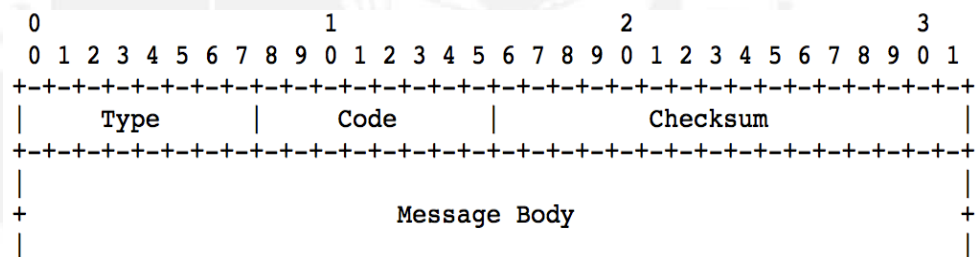 0 1 2 3
0 1 2 3 4 5 6 7 8 9 0 1 2 3 4 5 6 7 8 9 0 1 2 3 4 5 6 7 8 9 0 1
+-+-+-+-+-+-+-+-+-+-+-+-+-+-+-+-+-+-+-+-+-+-+-+-+-+-+-+-+-+-+-+-+
| Type | Code | Checksum |
+-+-+-+-+-+-+-+-+-+-+-+-+-+-+-+-+-+-+-+-+-+-+-+-+-+-+-+-+-+-+-+-+
| |
+ Message Body +
| |